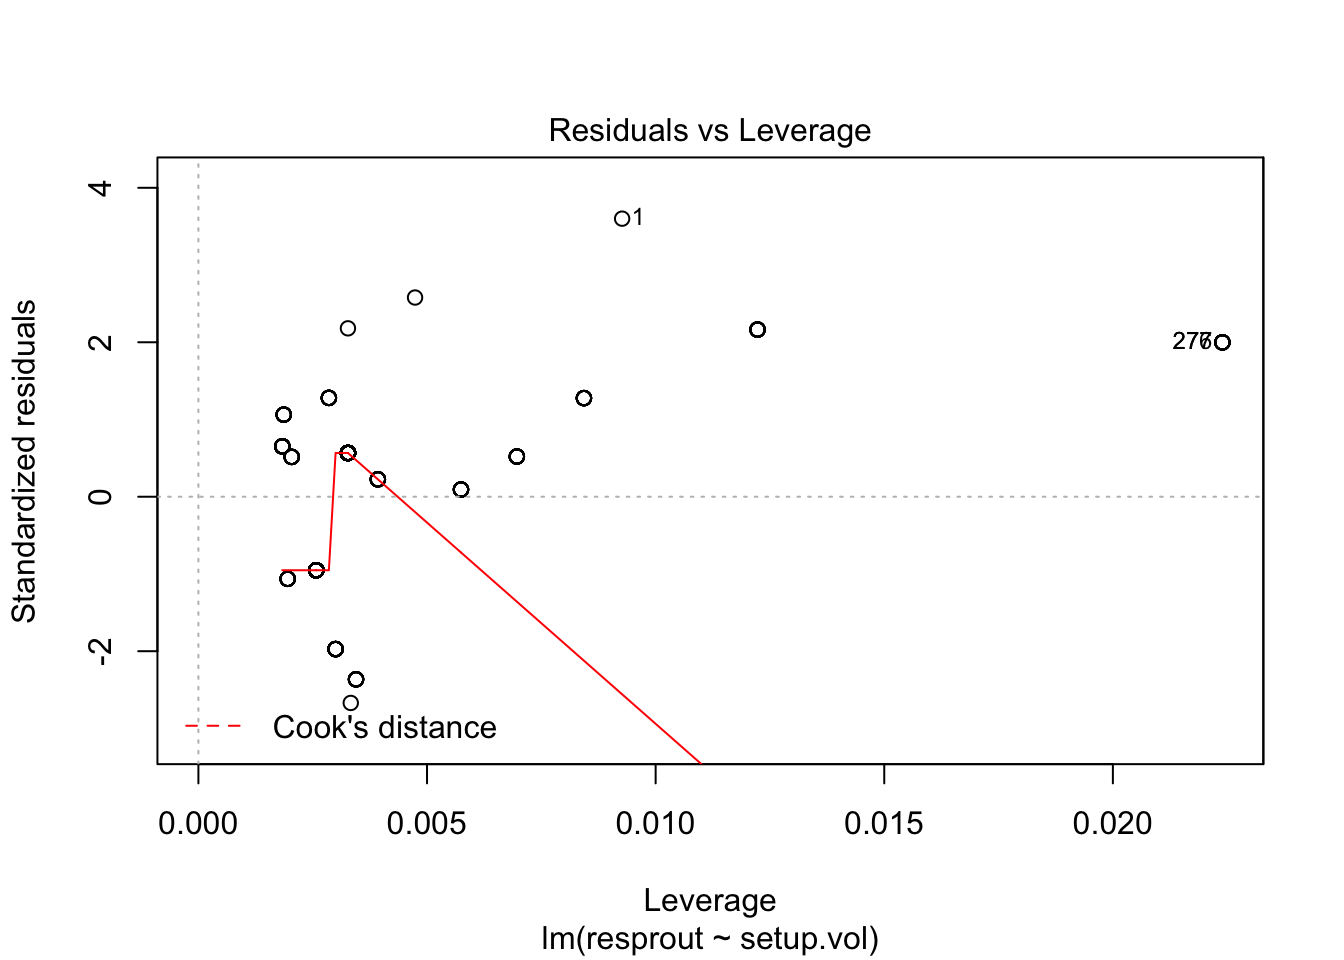 Residuals vs Leverage
Standardized residuals
4
2
0
-2
1
Cook's distance
0.000 0.005 0.010 0.015 0.020
Leverage
lm(resprout ~ setup.vol)